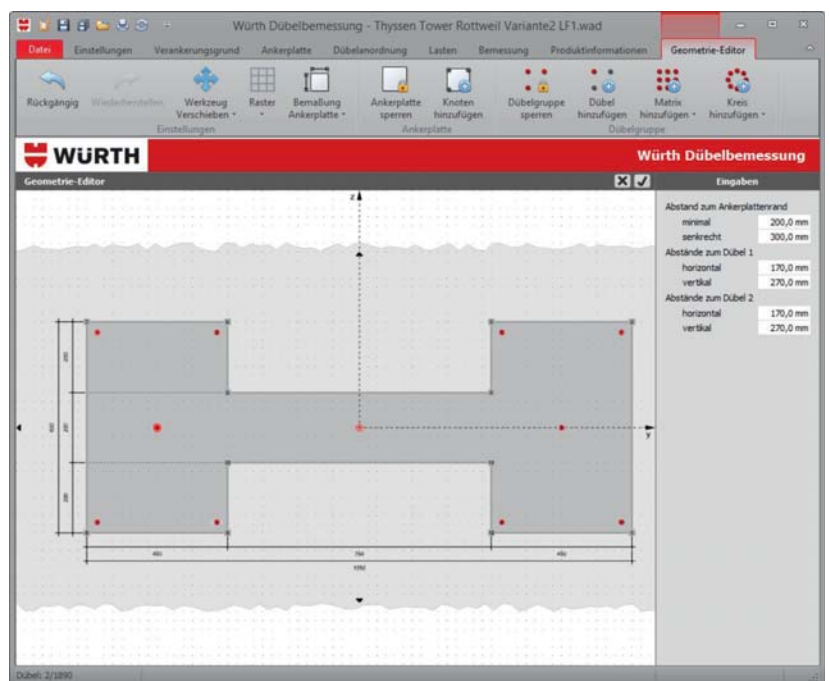 Würth Dübelbemessung - Thyssen Tower Rottweil Variante2 LF1.wad
Datei Einstellungen Verankerungsgrund Ankerplatte Dübelanordnung Lasten Bemessung Produktinformationen Geometrie-Editor
Rückgängig Wiederherstellen Werkzeug Verschieben Raster Bemaßung Ankerplatte Ankerplatte sperren Knoten hinzufügen Dübelgruppe sperren Dübel hinzufügen Matrix hinzufügen Kreis hinzufügen
Einstellungen Ankerplatte Dübelgruppe
WÜRTH Würth Dübelbemessung
Geometrie-Editor Eingaben
Abstand zum Ankerplattenrand
minimal 200,0 mm
senkrecht 300,0 mm
Abstände zum Dübel 1
horizontal 170,0 mm
vertikal 270,0 mm
Abstände zum Dübel 2
horizontal 170,0 mm
vertikal 270,0 mm
z
y
Dübel: 2/1890